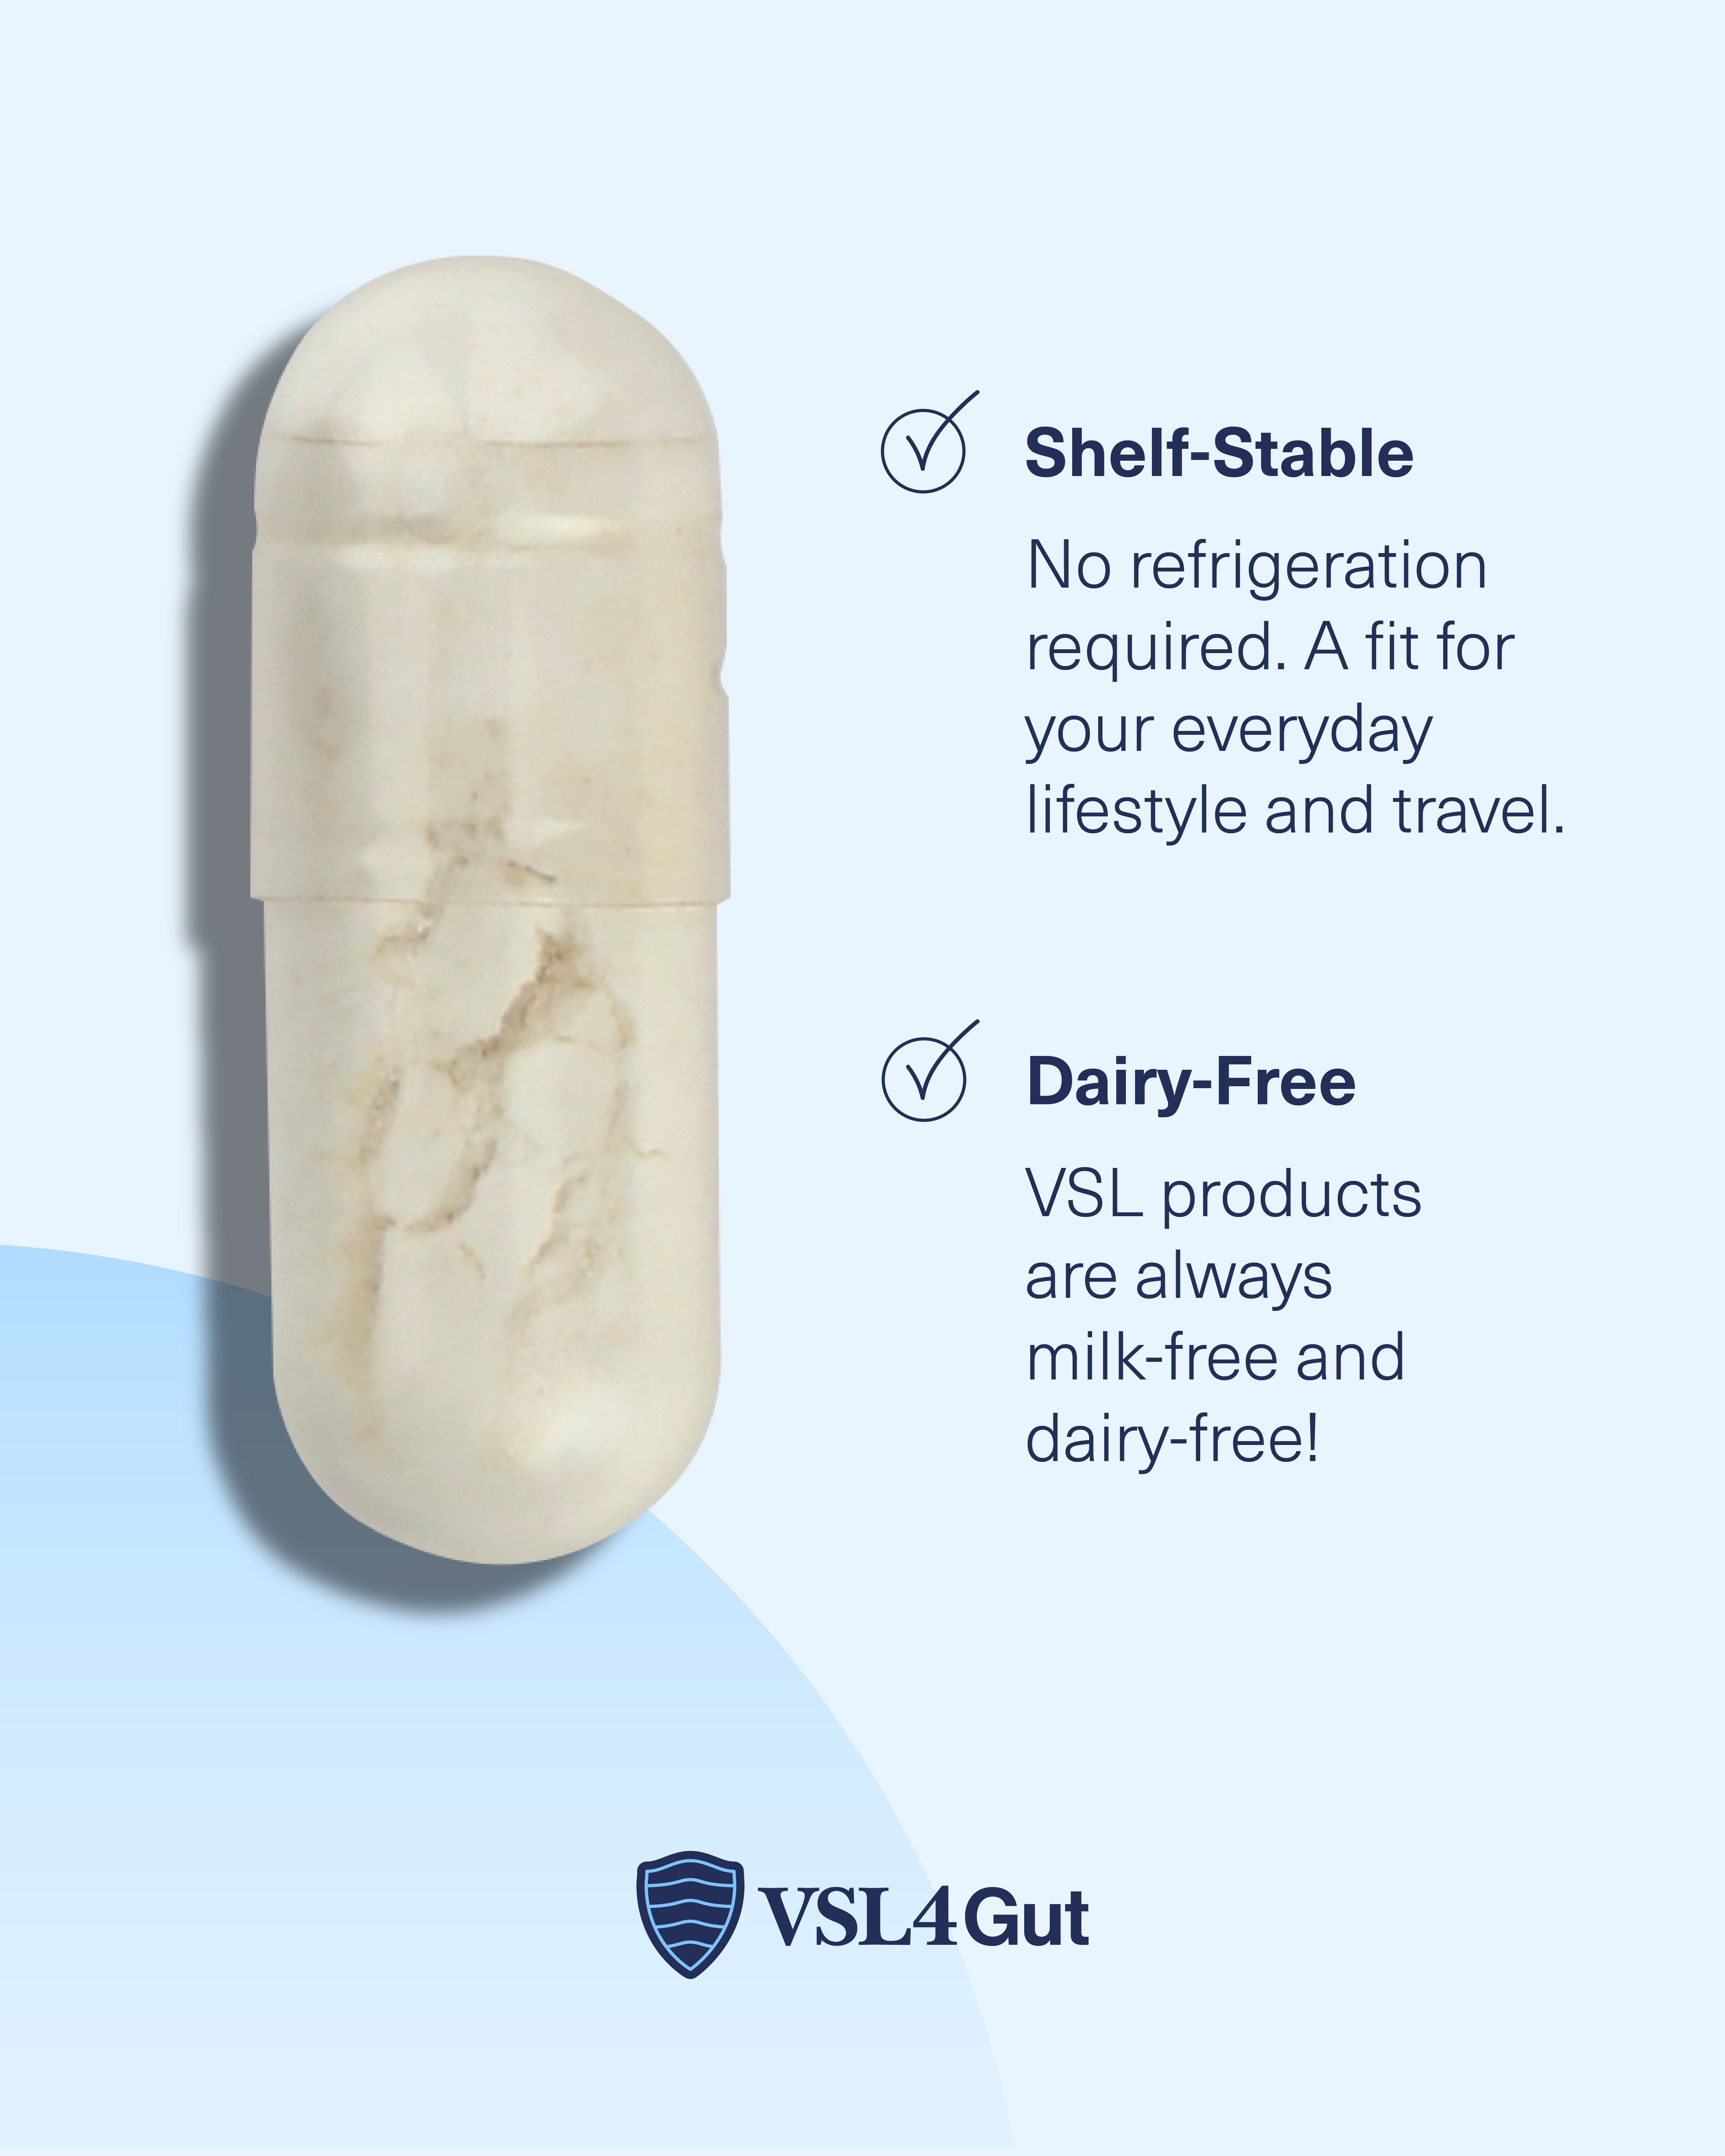 Shelf-Stable
No refrigeration
required. A fit for
your everyday
lifestyle and travel.
Dairy-Free
VSL products
are always
milk-free and
dairy-free!
VSL4Gut